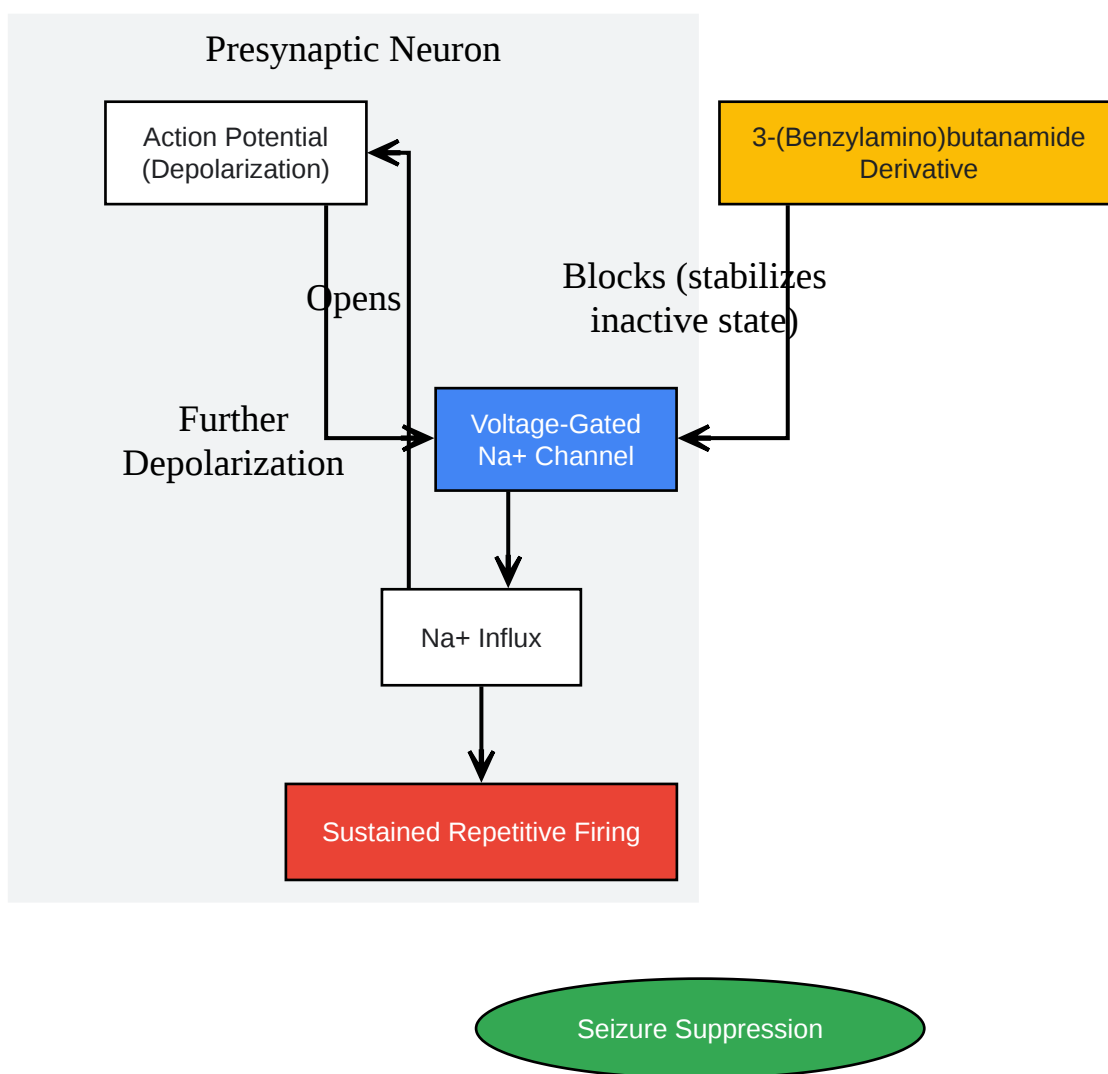 Presynaptic Neuron
Action Potential
(Depolarization)
3-(Benzylamino)butanamide
Derivative
Opens
Blocks (stabilizes
inactive state)
Further
Depolarization
Voltage-Gated
Na+ Channel
Na+ Influx
Sustained Repetitive Firing
Seizure Suppression